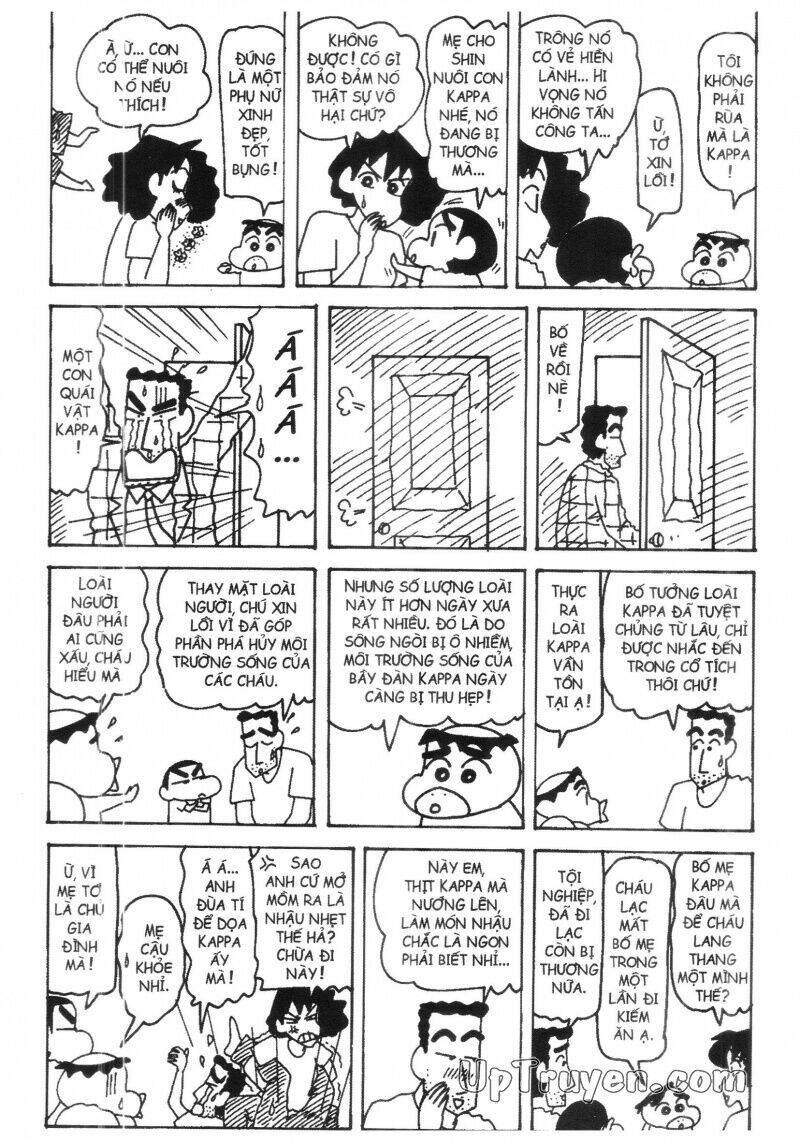 TÔI
KHÔNG
PHẢI
RÙA
MÀ LÀ
KAPPA!
Ừ, TỚ
XIN
LỖI!
TRÔNG NÓ
CÓ VẺ HIỀN
LÀNH... HI
VỌNG NÓ
KHÔNG TẤN
CÔNG TA...
MẸ CHO
SHIN
NUÔI CON
KAPPA
NHÉ, NÓ
ĐANG BỊ
THƯƠNG
MÀ...
KHÔNG
ĐƯỢC! CÓ GÌ
BẢO ĐẢM NÓ
THẬT SỰ VÔ
HẠI CHỨ?
ĐÚNG
LÀ MỘT
PHỤ NỮ
XINH
ĐẸP,
TỐT
BỤNG!
À, Ừ... CON
CÓ THỂ NUÔI
NÓ NẾU
THÍCH!
BỐ
VỀ
RỒI
NÈ!
Á
Á
Á
...
MỘT
CON
QUÁI
VẬT
KAPPA
!
BỐ TƯỞNG LOÀI
KAPPA ĐÃ TUYỆT
CHỦNG TỪ LÂU, CHỈ
ĐƯỢC NHẮC ĐẾN
TRONG CỔ TÍCH
THÔI CHỨ!
THỰC
RA
LOÀI
KAPPA
VẪN
TỒN
TẠI Ạ!
NHƯNG SỐ LƯỢNG LOÀI
NÀY ÍT HƠN NGÀY XƯA
RẤT NHIỀU. ĐÓ LÀ DO
SÔNG NGÒI BỊ Ô NHIỄM,
MÔI TRƯỜNG SỐNG CỦA
BẦY ĐÀN KAPPA NGÀY
CÀNG BỊ THU HẸP!
THAY MẶT LOÀI
NGƯỜI, CHÚ XIN
LỖI VÌ ĐÃ GÓP
PHẦN PHÁ HỦY MÔI
TRƯỜNG SỐNG CỦA
CÁC CHÁU.
LOÀI
NGƯỜI
ĐÂU PHẢI
AI CŨNG
XẤU, CHÁU
HIỂU MÀ
BỐ MẸ
KAPPA
ĐÂU MÀ
ĐỂ CHÁU
LANG
THANG
MỘT MÌNH
THẾ?
CHÁU
LẠC
MẤT
BỐ MẸ
TRONG
MỘT
LẦN ĐI
KIẾM
ĂN Ạ.
TỘI
NGHIỆP,
ĐÃ ĐI
LẠC
CÒN BỊ
THƯƠNG
NỮA.
NÀY EM,
THỊT KAPPA MÀ
NƯỚNG LÊN,
LÀM MÓN NHẬU
CHẮC LÀ NGON
PHẢI BIẾT NHỈ...
SAO
ANH CỨ MỞ
MỒM RA LÀ
NHẬU NHẸT
THẾ HẢ?
CHỪA ĐI
NÀY!
Á Á...
ANH
ĐÙA TÍ
ĐỂ DỌA
KAPPA
ẤY
MÀ!
MẸ
CẬU
KHỎE
NHỈ.
Ừ, VÌ
MẸ TỚ
LÀ CHỦ
GIA
ĐÌNH
MÀ!
UpTruyen.com